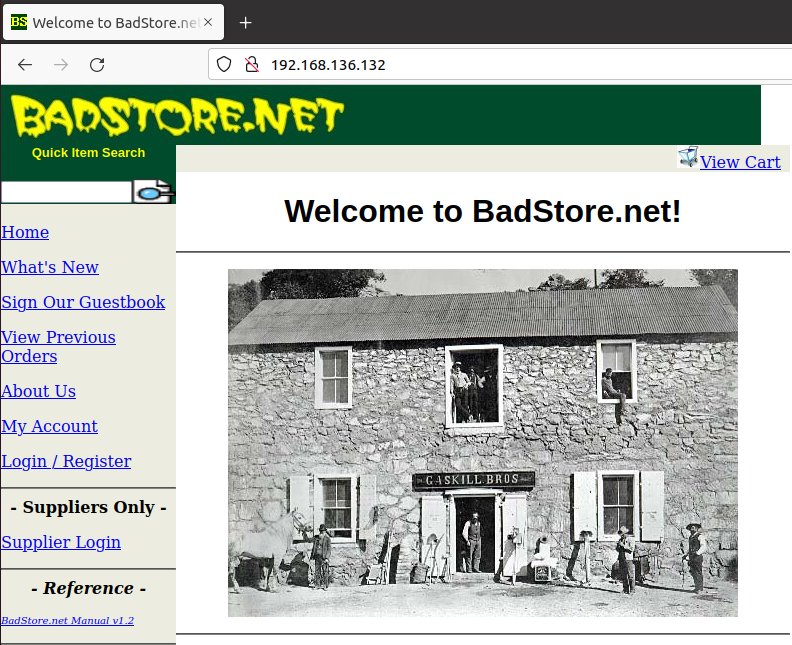 BS Welcome to BadStore.ne
192.168.136.132
BADSTORE.NET
Quick Item Search
View Cart
Home
What's New
Sign Our Guestbook
View Previous
Orders
About Us
My Account
Login / Register
- Suppliers Only -
Supplier Login
- Reference -
BadStore.net Manual v1.2
Welcome to BadStore.net!
GASKILL BROS